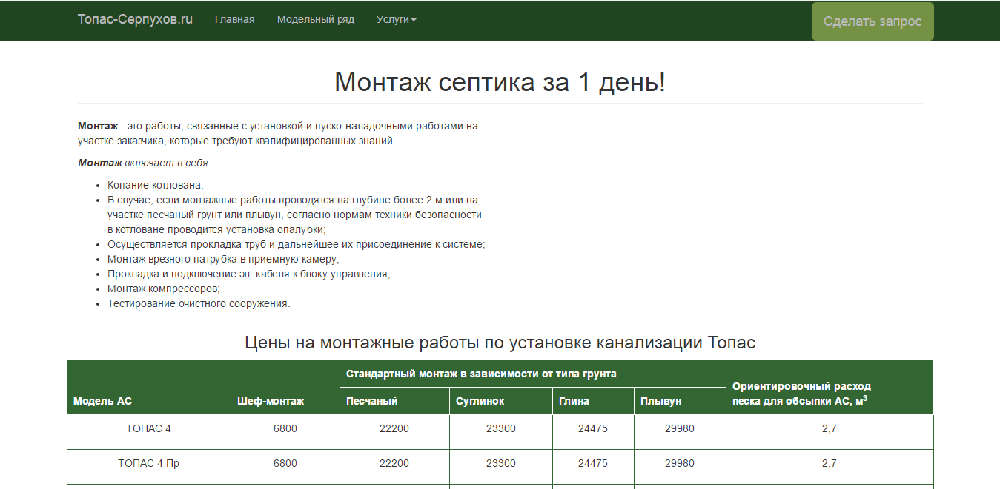 Топас-Серпухов.ru Главная Модельный ряд Услуги Сделать запрос
Монтаж септика за 1 день!
Монтаж - это работы, связанные с установкой и пуско-наладочными работами на
участке заказчика, которые требуют квалифицированных знаний.
Монтаж включает в себя:
Копание котлована;
В случае, если монтажные работы проводятся на глубине более 2 м или на
участке песчаный грунт или плывун, согласно нормам техники безопасности
в котловане проводится установка опалубки;
Осуществляется прокладка труб и дальнейшее их присоединение к системе;
Монтаж врезного патрубка в приемную камеру;
Прокладка и подключение эл. кабеля к блоку управления;
Монтаж компрессоров;
Тестирование очистного сооружения.
Цены на монтажные работы по установке канализации Топас
Стандартный монтаж в зависимости от типа грунта
Ориентировочный расход
Модель АС Шеф-монтаж Песчаный Суглинок Глина Плывун песка для обсыпки АС, м³
ТОПАС 4 6800 22200 23300 24475 29980 2,7
ТОПАС 4 Пр 6800 22200 23300 24475 29980 2,7